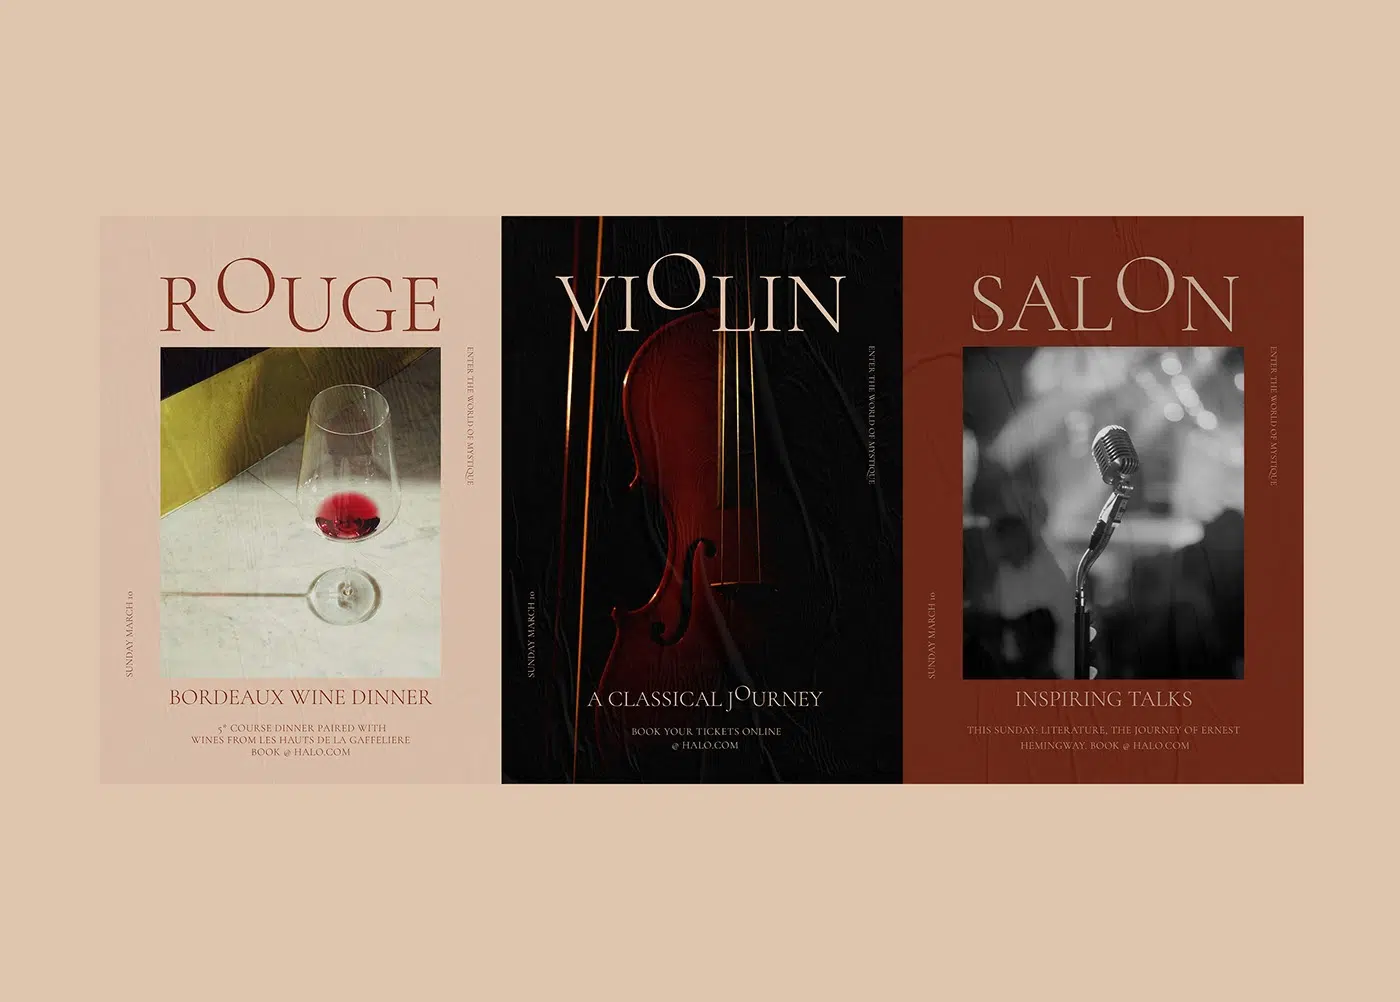 ROUGE
ENTER THE WORLD OF MYSTIQUE
SUNDAY MARCH 10
BORDEAUX WINE DINNER
5* COURSE DINNER PAIRED WITH
WINES FROM LES HAUTS DE LA GAFFELIERE
BOOK @ HALO.COM
VIOLIN
ENTER THE WORLD OF MYSTIQUE
SUNDAY MARCH 10
A CLASSICAL JOURNEY
BOOK YOUR TICKETS ONLINE
@ HALO.COM
SALON
ENTER THE WORLD OF MYSTIQUE
SUNDAY MARCH 10
INSPIRING TALKS
THIS SUNDAY: LITERATURE, THE JOURNEY OF ERNEST
HEMINGWAY. BOOK @ HALO.COM